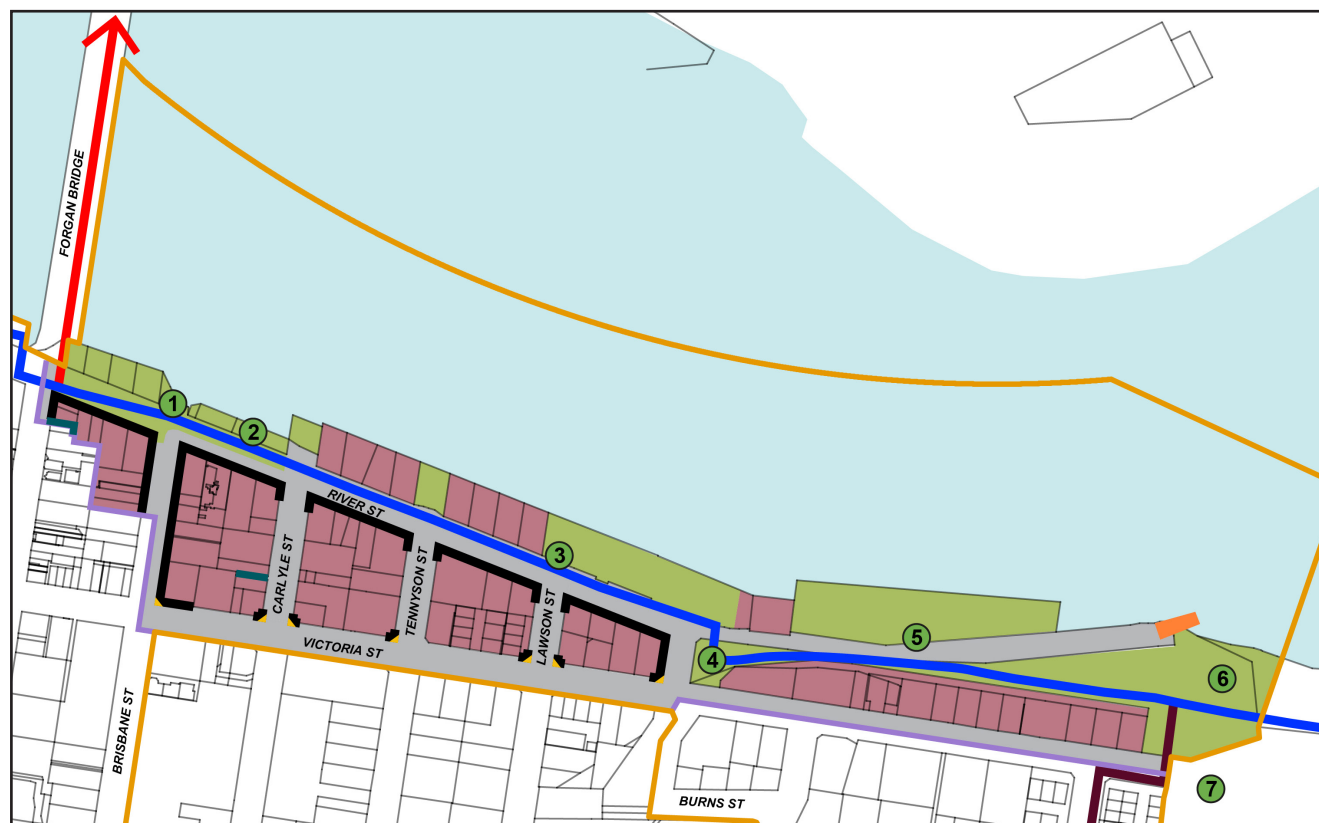 FORGAN BRIDGE
1
2
RIVER ST
3
CARLYLE ST
TENNYSON ST
LAWSON ST
VICTORIA ST
4
5
6
BRISBANE ST
BURNS ST
7